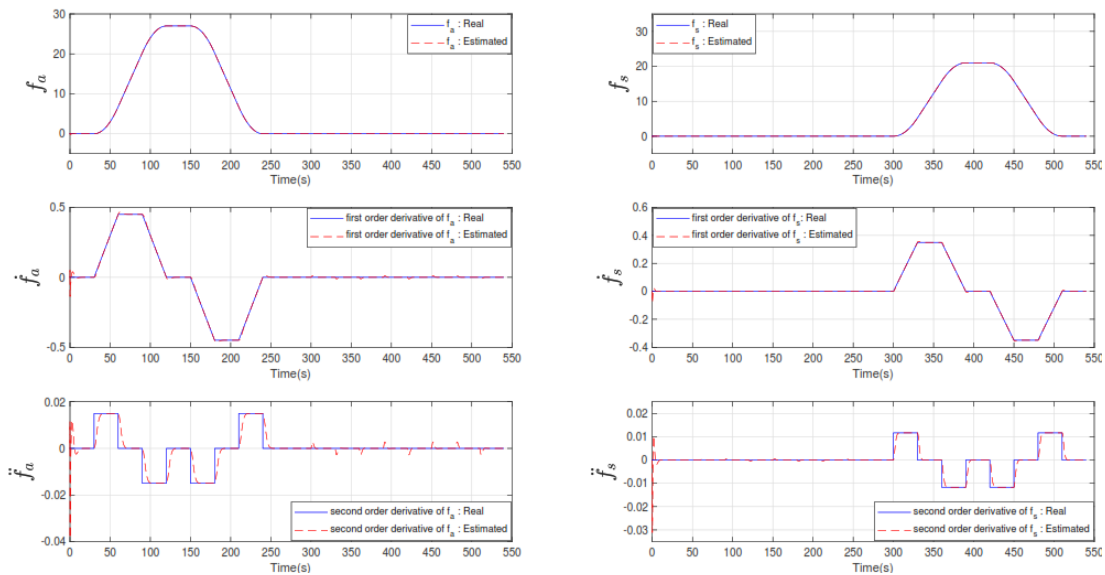 30
20
10
0
f_a
f_a : Real
f_a : Estimated
0 50 100 150 200 250 300 350 400 450 500 550
Time(s)
30
20
10
0
f_s
f_s : Real
f_s : Estimated
0 50 100 150 200 250 300 350 400 450 500 550
Time(s)
0.5
0
-0.5
ḟ_a
first order derivative of f_a : Real
first order derivative of f_a : Estimated
0 50 100 150 200 250 300 350 400 450 500 550
Time(s)
0.6
0.4
0.2
0
-0.2
-0.4
ḟ_s
first order derivative of f_s: Real
first order derivative of f_s : Estimated
0 50 100 150 200 250 300 350 400 450 500 550
Time(s)
0.02
0
-0.02
-0.04
f̈_a
second order derivative of f_a : Real
second order derivative of f_a : Estimated
0 50 100 150 200 250 300 350 400 450 500 550
Time(s)
0.02
0.01
0
-0.01
-0.02
-0.03
f̈_s
second order derivative of f_s : Real
second order derivative of f_s : Estimated
0 50 100 150 200 250 300 350 400 450 500 550
Time(s)